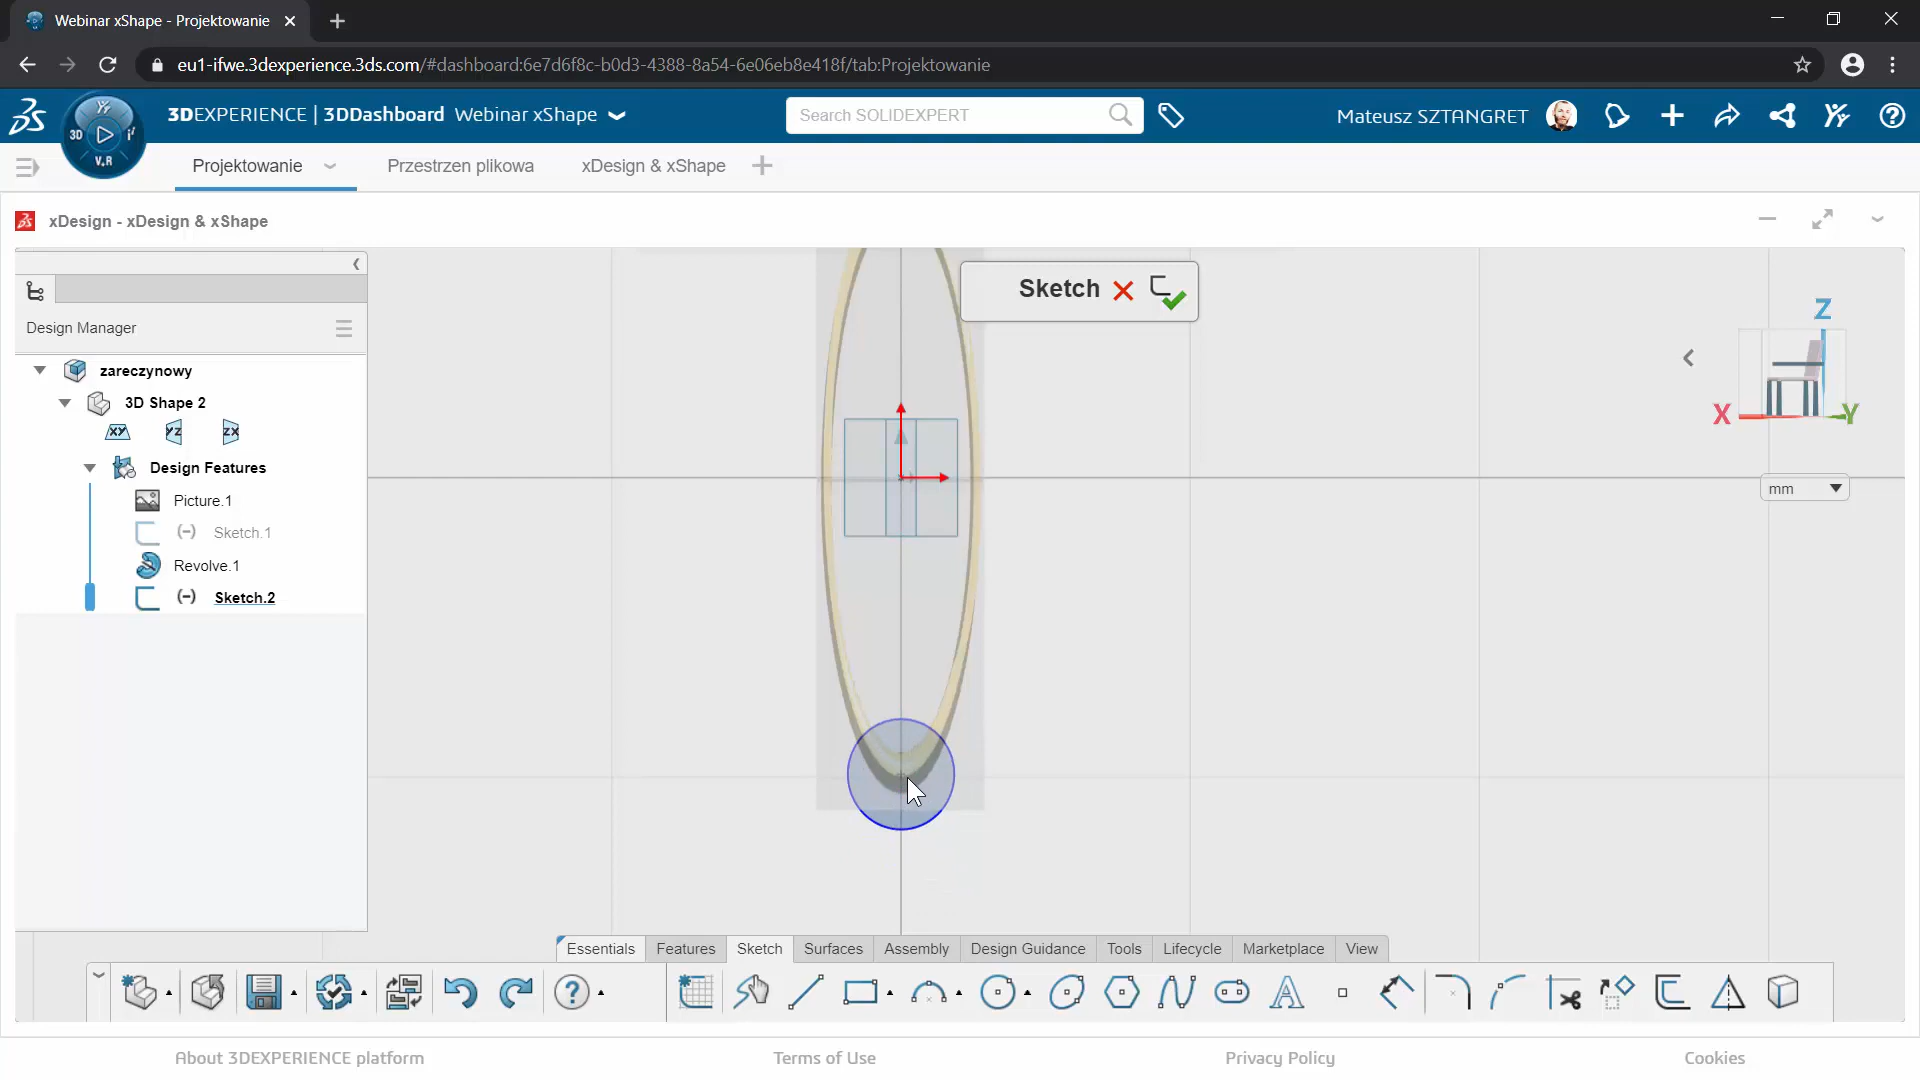 Webinar xShape - Projektowanie
eu1-ifwe.3dexperience.3ds.com/#dashboard:6e7d6f8c-b0d3-4388-8a54-6e06eb8e418f/tab:Projektowanie
3DEXPERIENCE | 3DDashboard Webinar xShape
Search SOLIDEXPERT
Mateusz SZTANGRET
3D
V.R
Projektowanie
Przestrzen plikowa
xDesign & xShape
xDesign - xDesign & xShape
Sketch
Design Manager
zareczynowy
3D Shape 2
XY
YZ
ZX
Design Features
Picture.1
(-) Sketch.1
Revolve.1
(-) Sketch.2
Z
X
Y
mm
Essentials
Features
Sketch
Surfaces
Assembly
Design Guidance
Tools
Lifecycle
Marketplace
View
About 3DEXPERIENCE platform
Terms of Use
Privacy Policy
Cookies